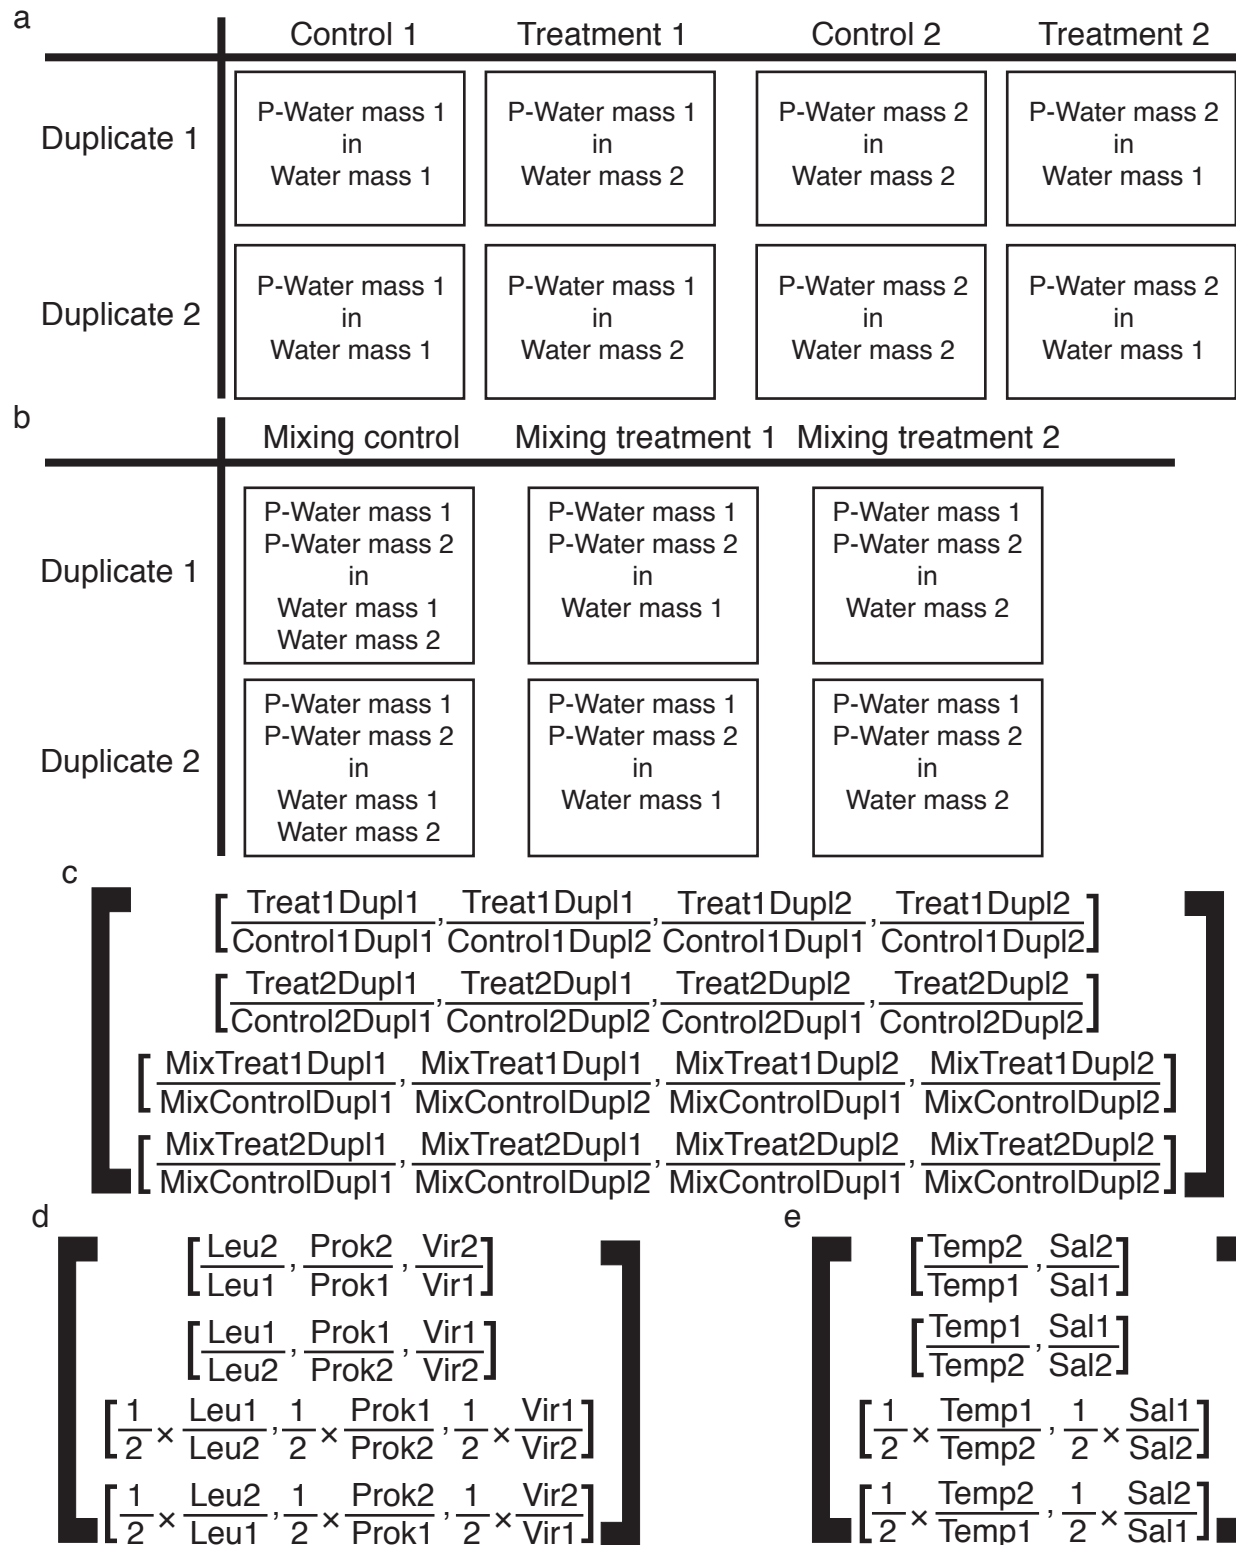 a
Control 1 Treatment 1 Control 2 Treatment 2
Duplicate 1
P-Water mass 1 P-Water mass 1 P-Water mass 2 P-Water mass 2
in in in in
Water mass 1 Water mass 2 Water mass 2 Water mass 1
Duplicate 2
P-Water mass 1 P-Water mass 1 P-Water mass 2 P-Water mass 2
in in in in
Water mass 1 Water mass 2 Water mass 2 Water mass 1
b
Mixing control Mixing treatment 1 Mixing treatment 2
Duplicate 1
P-Water mass 1 P-Water mass 1 P-Water mass 1
P-Water mass 2 P-Water mass 2 P-Water mass 2
in in in
Water mass 1 Water mass 1 Water mass 2
Water mass 2
Duplicate 2
P-Water mass 1 P-Water mass 1 P-Water mass 1
P-Water mass 2 P-Water mass 2 P-Water mass 2
in in in
Water mass 1 Water mass 1 Water mass 2
Water mass 2
c
[Treat1Dupl1/Control1Dupl1, Treat1Dupl1/Control1Dupl2, Treat1Dupl2/Control1Dupl1, Treat1Dupl2/Control1Dupl2]
[Treat2Dupl1/Control2Dupl1, Treat2Dupl1/Control2Dupl2, Treat2Dupl2/Control2Dupl1, Treat2Dupl2/Control2Dupl2]
[MixTreat1Dupl1/MixControlDupl1, MixTreat1Dupl1/MixControlDupl2, MixTreat1Dupl2/MixControlDupl1, MixTreat1Dupl2/MixControlDupl2]
[MixTreat2Dupl1/MixControlDupl1, MixTreat2Dupl1/MixControlDupl2, MixTreat2Dupl2/MixControlDupl1, MixTreat2Dupl2/MixControlDupl2]
d
[Leu2/Leu1, Prok2/Prok1, Vir2/Vir1]
[Leu1/Leu2, Prok1/Prok2, Vir1/Vir2]
[1/2 × Leu1/Leu2, 1/2 × Prok1/Prok2, 1/2 × Vir1/Vir2]
[1/2 × Leu2/Leu1, 1/2 × Prok2/Prok1, 1/2 × Vir2/Vir1]
e
[Temp2/Temp1, Sal2/Sal1]
[Temp1/Temp2, Sal1/Sal2]
[1/2 × Temp1/Temp2, 1/2 × Sal1/Sal2]
[1/2 × Temp2/Temp1, 1/2 × Sal2/Sal1]